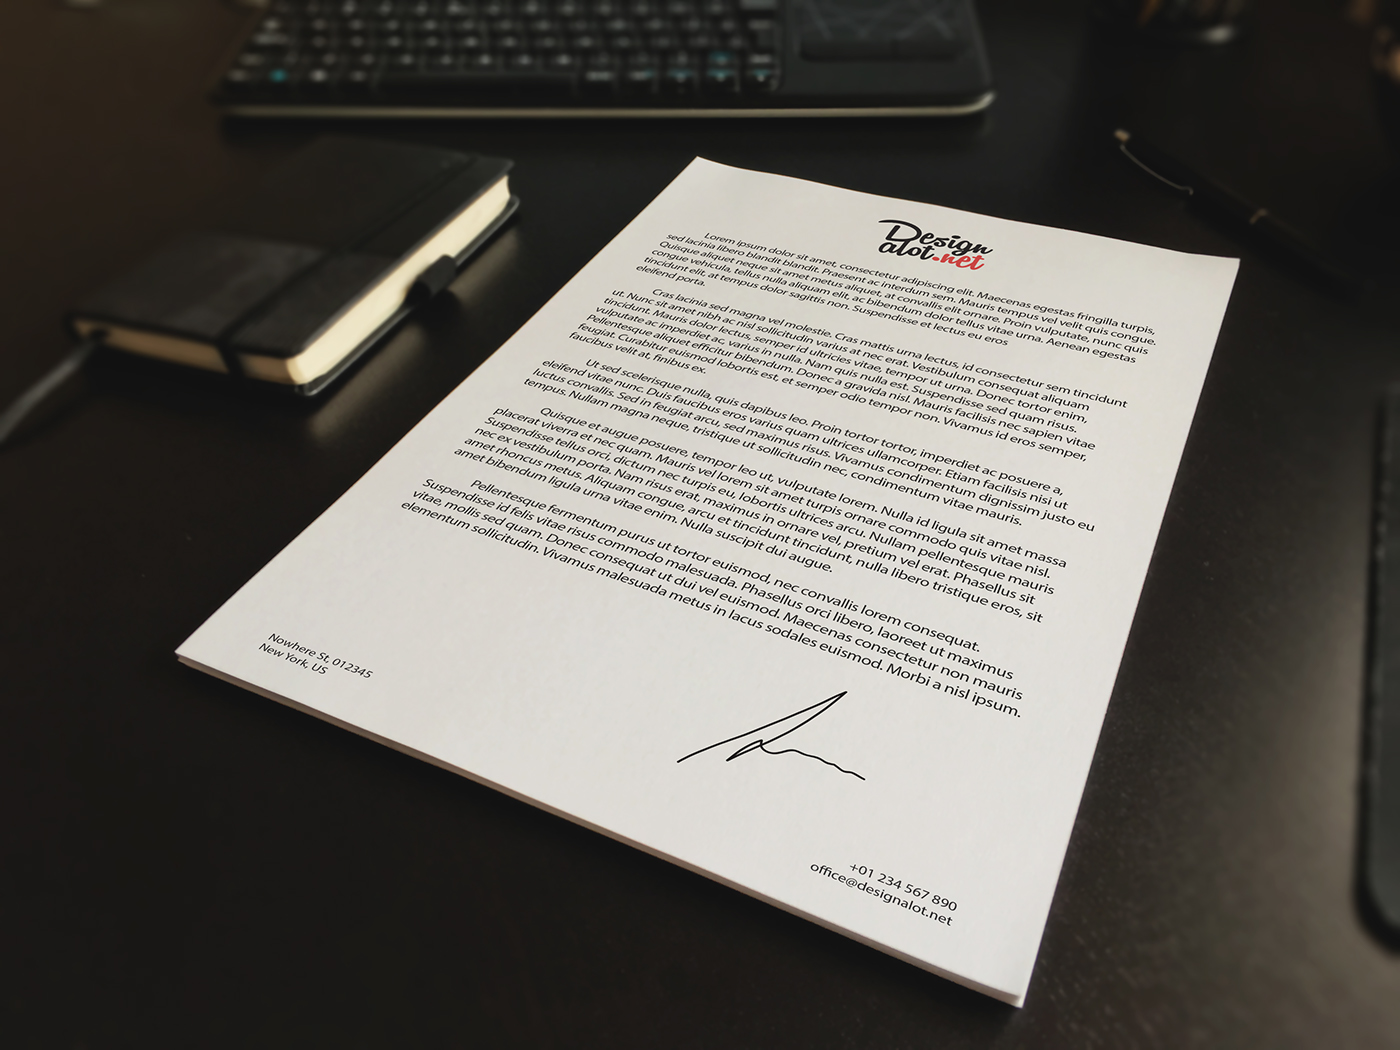 Design
alot.net
Lorem ipsum dolor sit amet, consectetur adipiscing elit. Maecenas egestas fringilla turpis,
sed lacinia libero blandit blandit. Praesent ac interdum sem. Mauris tempus vel velit quis congue.
Quisque aliquet neque sit amet metus aliquet, at convallis elit ornare. Proin vulputate, nunc quis
congue vehicula, tellus nulla aliquam elit, ac bibendum dolor tellus vitae urna. Aenean egestas
tincidunt elit, at tempus dolor sagittis non. Suspendisse et lectus eu eros
eleifend porta.
Cras lacinia sed magna vel molestie. Cras mattis urna lectus, id consectetur sem tincidunt
ut. Nunc sit amet nibh ac nisl sollicitudin varius at nec erat. Vestibulum consequat aliquam
tincidunt. Mauris dolor lectus, semper id ultricies vitae, tempor ut urna. Donec tortor enim,
vulputate ac imperdiet ac, varius in nulla. Nam quis nulla est. Suspendisse sed quam risus.
Pellentesque aliquet efficitur bibendum. Donec a gravida nisl. Mauris facilisis nec sapien vitae
feugiat. Curabitur euismod lobortis est, et semper odio tempor non. Vivamus id eros semper,
faucibus velit at, finibus ex.
Ut sed scelerisque nulla, quis dapibus leo. Proin tortor tortor, imperdiet ac posuere a,
eleifend vitae nunc. Duis faucibus eros varius quam ultrices ullamcorper. Etiam facilisis nisi ut
luctus convallis. Sed in feugiat arcu, sed maximus risus. Vivamus condimentum dignissim justo eu
tempus. Nullam magna neque, tristique ut sollicitudin nec, condimentum vitae mauris.
Quisque et augue posuere, tempor leo ut, vulputate lorem. Nulla id ligula sit amet massa
placerat viverra et nec quam. Mauris vel lorem sit amet turpis ornare commodo quis vitae nisl.
Suspendisse tellus orci, dictum nec turpis eu, lobortis ultrices arcu. Nullam pellentesque mauris
nec ex vestibulum porta. Nam risus erat, maximus in ornare vel, pretium vel erat. Phasellus sit
amet rhoncus metus. Aliquam congue, arcu et tincidunt tincidunt, nulla libero tristique eros, sit
amet bibendum ligula urna vitae enim. Nulla suscipit dui augue.
Pellentesque fermentum purus ut tortor euismod, nec convallis lorem consequat.
Suspendisse id felis vitae risus commodo malesuada. Phasellus orci libero, laoreet ut maximus
vitae, mollis sed quam. Donec consequat ut dui vel euismod. Maecenas consectetur non mauris
elementum sollicitudin. Vivamus malesuada metus in lacus sodales euismod. Morbi a nisl ipsum.
Nowhere St, 012345
New York, US
+01 234 567 890
office@designalot.net